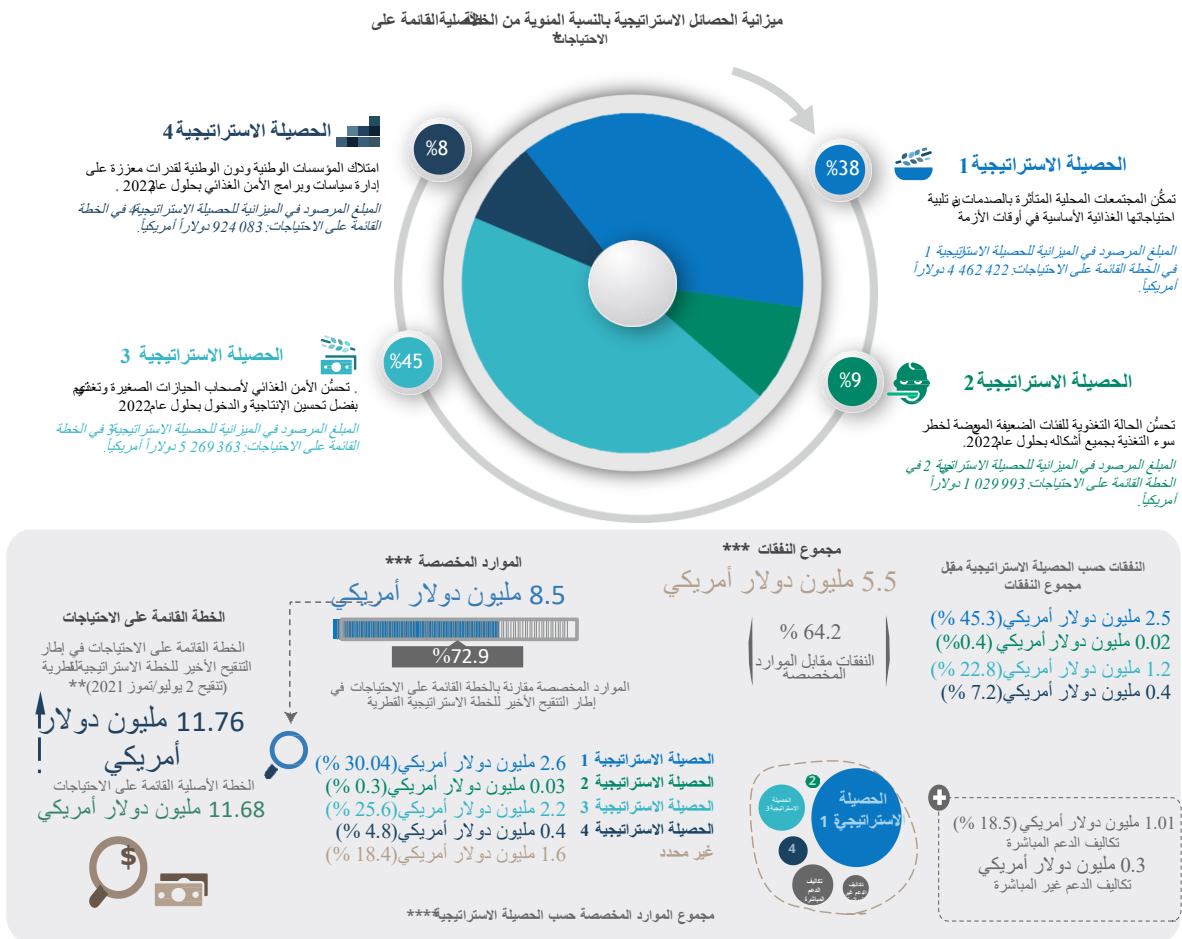 ميزانية الحصائل الاستراتيجية بالنسبة المئوية من الخطة الأصلية القائمة على
الاحتياجات*
%38
الحصيلة الاستراتيجية 1
تمكُّن المجتمعات المحلية المتأثرة بالصدمات من تلبية
احتياجاتها الغذائية الأساسية في أوقات الأزمة
المبلغ المرصود في الميزانية للحصيلة الاستراتيجية 1
في الخطة القائمة على الاحتياجات: 422 462 4 دولاراً
أمريكياً.
%9
الحصيلة الاستراتيجية 2
تحسُّن الحالة التغذوية للفئات الضعيفة المعرضة لخطر
سوء التغذية بجميع أشكاله بحلول عام 2022.
المبلغ المرصود في الميزانية للحصيلة الاستراتيجية 2 في
الخطة القائمة على الاحتياجات: 993 029 1 دولاراً
أمريكياً.
%8
الحصيلة الاستراتيجية 4
امتلاك المؤسسات الوطنية ودون الوطنية لقدرات معززة على
إدارة سياسات وبرامج الأمن الغذائي بحلول عام 2022 .
المبلغ المرصود في الميزانية للحصيلة الاستراتيجية 4 في الخطة
القائمة على الاحتياجات: 083 924 دولاراً أمريكياً.
%45
الحصيلة الاستراتيجية 3
. تحسُّن الأمن الغذائي لأصحاب الحيازات الصغيرة وتغذيتهم
بفضل تحسين الإنتاجية والدخول بحلول عام 2022
المبلغ المرصود في الميزانية للحصيلة الاستراتيجية 3 في الخطة
القائمة على الاحتياجات: 363 269 5 دولاراً أمريكياً.
النفقات حسب الحصيلة الاستراتيجية مقابل
مجموع النفقات
2.5 مليون دولار أمريكي (45.3 %)
0.02 مليون دولار أمريكي (0.4%)
1.2 مليون دولار أمريكي (22.8 %)
0.4 مليون دولار أمريكي (7.2 %)
1.01 مليون دولار أمريكي (18.5 %)
تكاليف الدعم المباشرة
0.3 مليون دولار أمريكي
تكاليف الدعم غير المباشرة
مجموع النفقات ***
5.5 مليون دولار أمريكي
64.2 %
النفقات مقابل الموارد
المخصصة
الحصيلة
الاستراتيجية 1
2
الحصيلة
الاستراتيجية 3
4
تكاليف
الدعم
المباشرة
تكاليف
الدعم غير
الموارد المخصصة ***
8.5 مليون دولار أمريكي
%72.9
الموارد المخصصة مقارنة بالخطة القائمة على الاحتياجات في
إطار التنقيح الأخير للخطة الاستراتيجية القطرية
الحصيلة الاستراتيجية 1 2.6 مليون دولار أمريكي (30.04 %)
الحصيلة الاستراتيجية 2 0.03 مليون دولار أمريكي (0.3 %)
الحصيلة الاستراتيجية 3 2.2 مليون دولار أمريكي (25.6 %)
الحصيلة الاستراتيجية 4 0.4 مليون دولار أمريكي (4.8 %)
غير محدد 1.6 مليون دولار أمريكي (18.4 %)
مجموع الموارد المخصصة حسب الحصيلة الاستراتيجية****
الخطة القائمة على الاحتياجات
الخطة القائمة على الاحتياجات في إطار
التنقيح الأخير للخطة الاستراتيجية القطرية
(تنقيح 2 يوليو/تموز 2021)**
11.76 مليون دولار
أمريكي
الخطة الأصلية القائمة على الاحتياجات
11.68 مليون دولار أمريكي
$